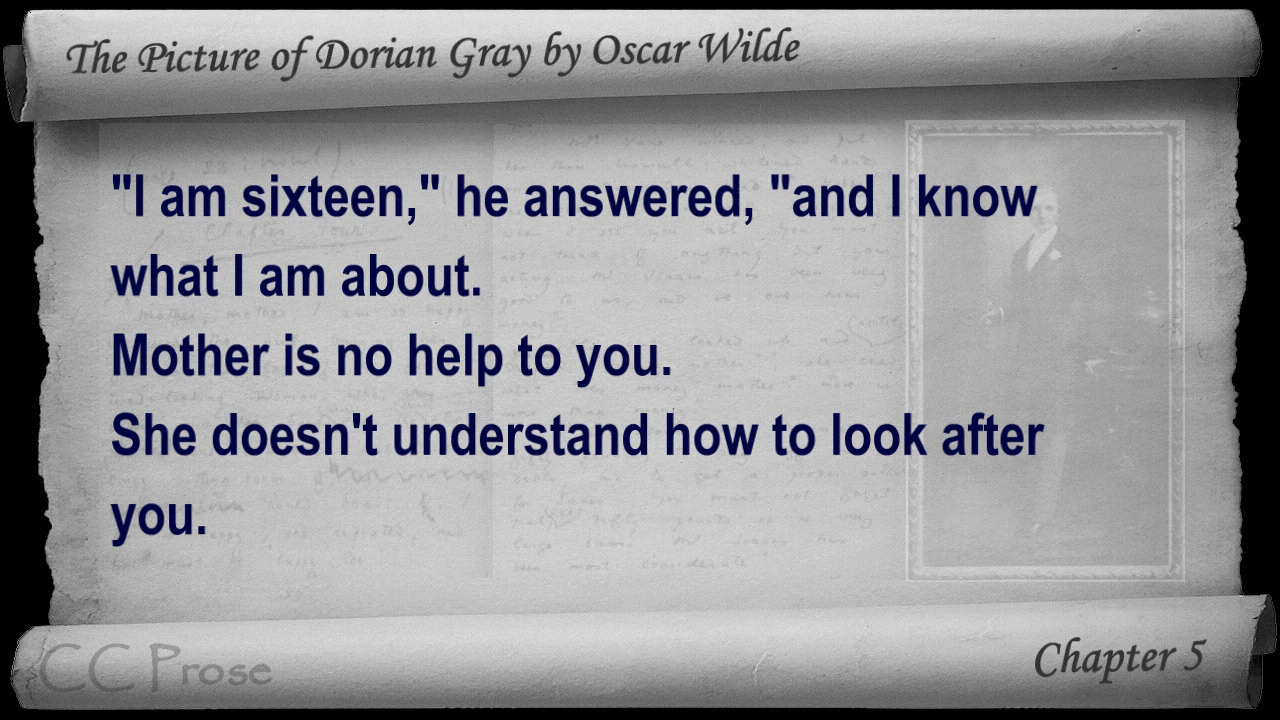 The Picture of Dorian Gray by Oscar Wilde
"I am sixteen," he answered, "and I know
what I am about.
Mother is no help to you.
She doesn't understand how to look after
you.
CC Prose
Chapter 5